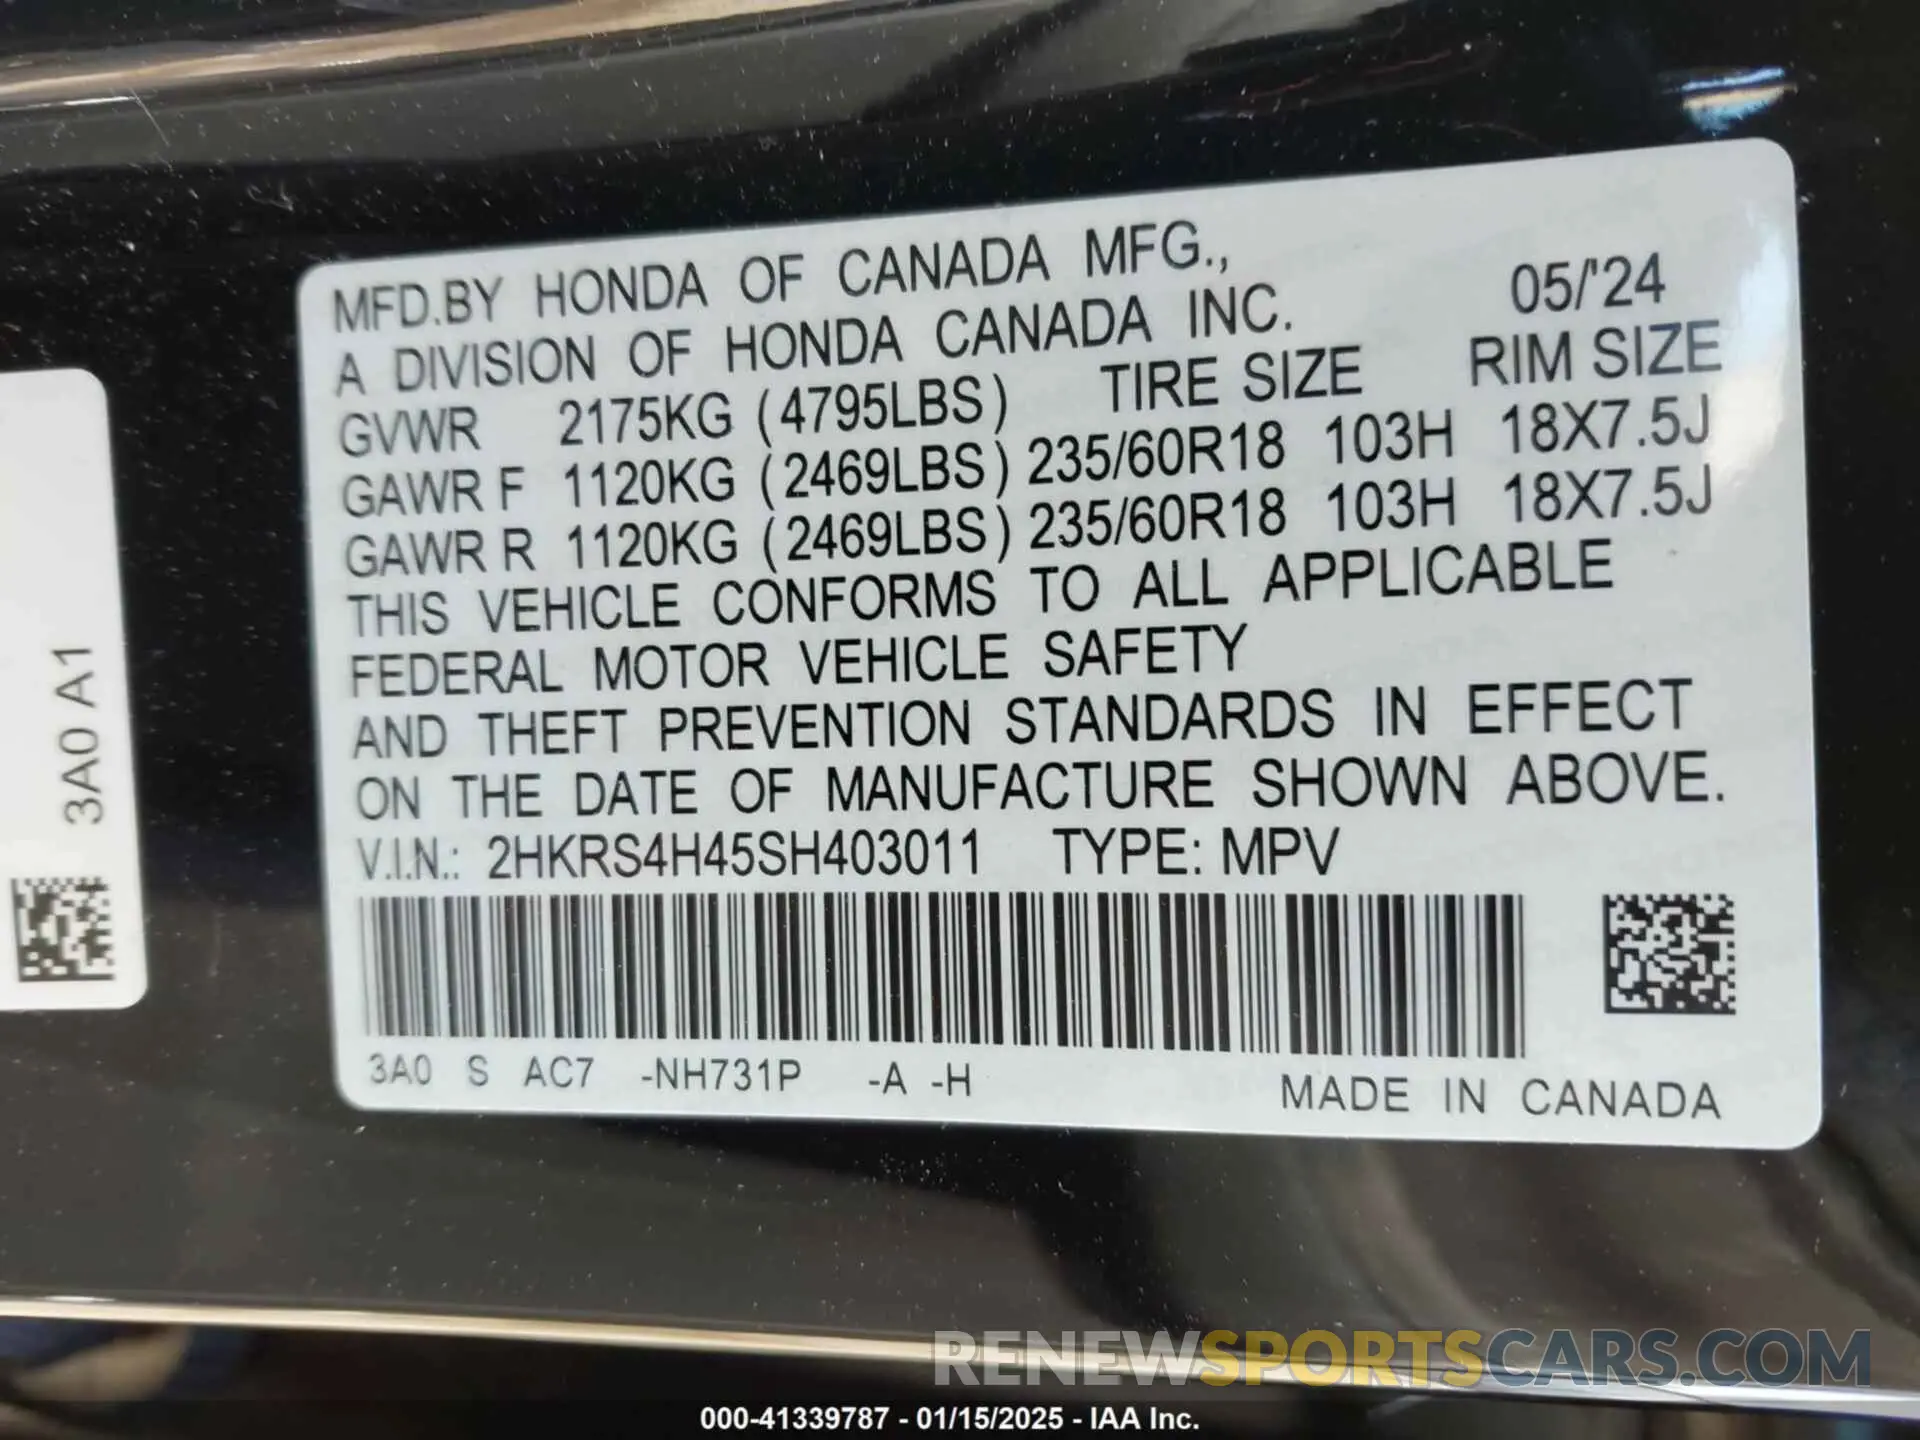 MFD.BY HONDA OF CANADA MFG.,
A DIVISION OF HONDA CANADA INC. 05/'24
GVWR 2175KG (4795LBS) TIRE SIZE RIM SIZE
GAWR F 1120KG (2469LBS) 235/60R18 103H 18X7.5J
GAWR R 1120KG (2469LBS) 235/60R18 103H 18X7.5J
THIS VEHICLE CONFORMS TO ALL APPLICABLE
FEDERAL MOTOR VEHICLE SAFETY
AND THEFT PREVENTION STANDARDS IN EFFECT
ON THE DATE OF MANUFACTURE SHOWN ABOVE.
V.I.N.: 2HKRS4H45SH403011 TYPE: MPV
3A0 S AC7 -NH731P -A -H MADE IN CANADA
3A0 A1
RENEWSPORTSCARS.COM
000-41339787 - 01/15/2025 - IAA Inc.